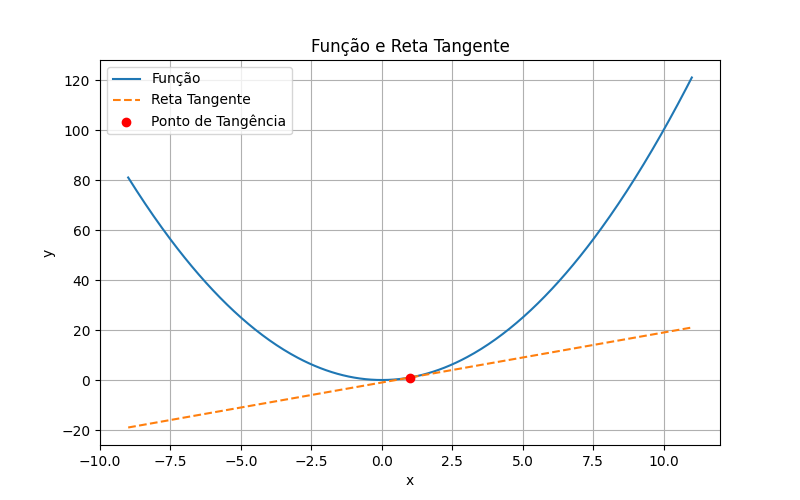 Função e Reta Tangente
Função
Reta Tangente
Ponto de Tangência
120
100
80
60
40
20
0
−20
y
−10.0 −7.5 −5.0 −2.5 0.0 2.5 5.0 7.5 10.0
x